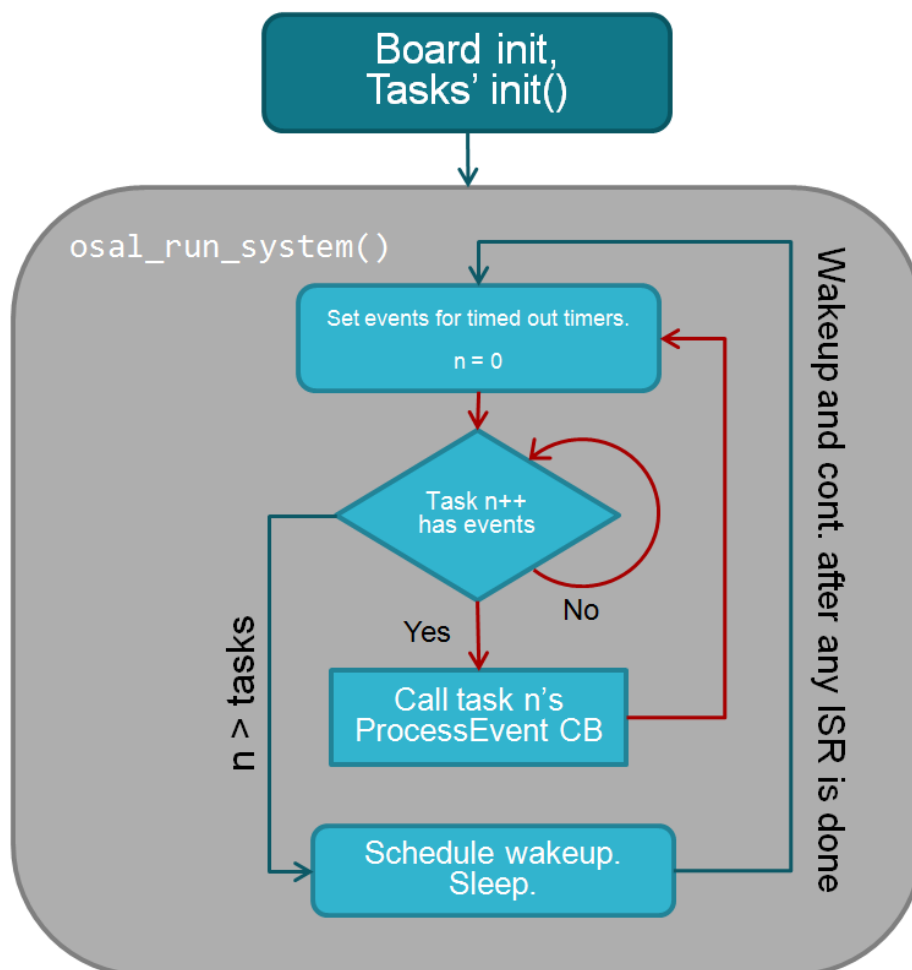 Board init,
Tasks’ init()
osal_run_system()
Set events for timed out timers.
n = 0
Task n++
has events
No
Yes
Call task n’s
ProcessEvent CB
n > tasks
Schedule wakeup.
Sleep.
Wakeup and cont. after any ISR is done